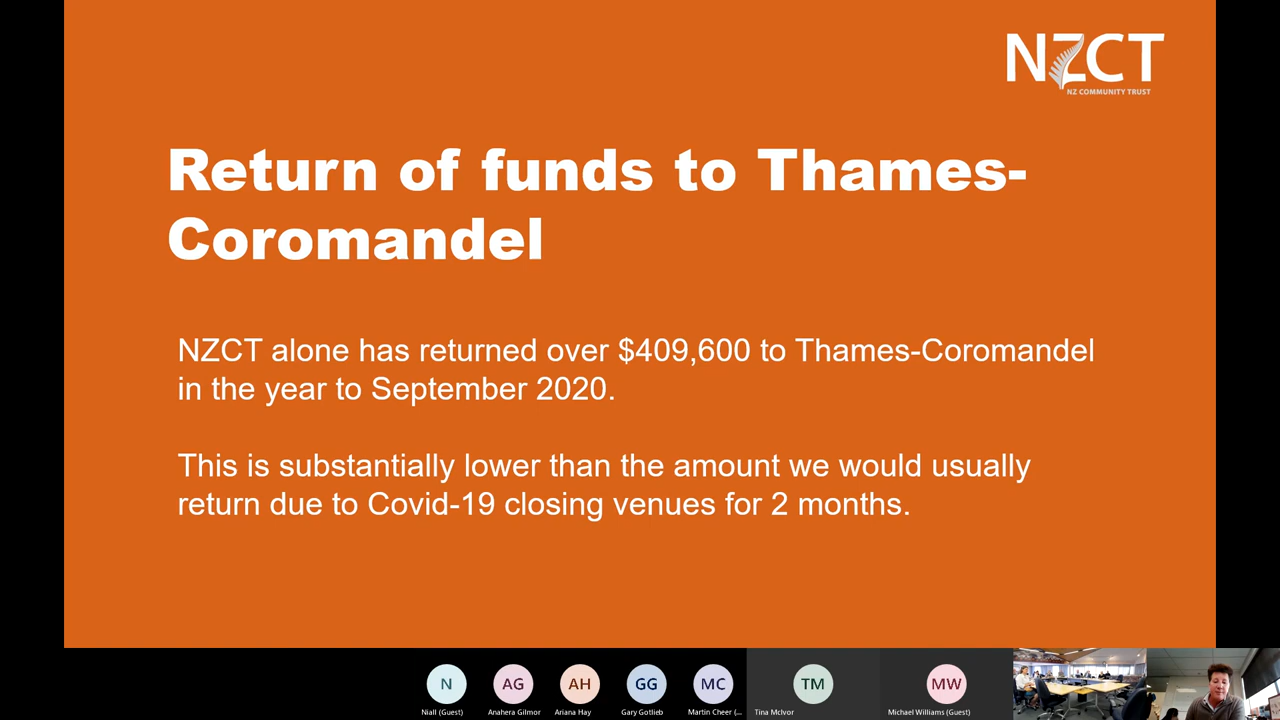 NZCT
NZ COMMUNITY TRUST
Return of funds to Thames-
Coromandel
NZCT alone has returned over $409,600 to Thames-Coromandel
in the year to September 2020.
This is substantially lower than the amount we would usually
return due to Covid-19 closing venues for 2 months.
N AG AH GG MC TM MW
Niall (Guest) Anahera Gilmor Ariana Hay Gary Gotlieb Martin Cheer (... Tina McIvor Michael Williams (Guest)